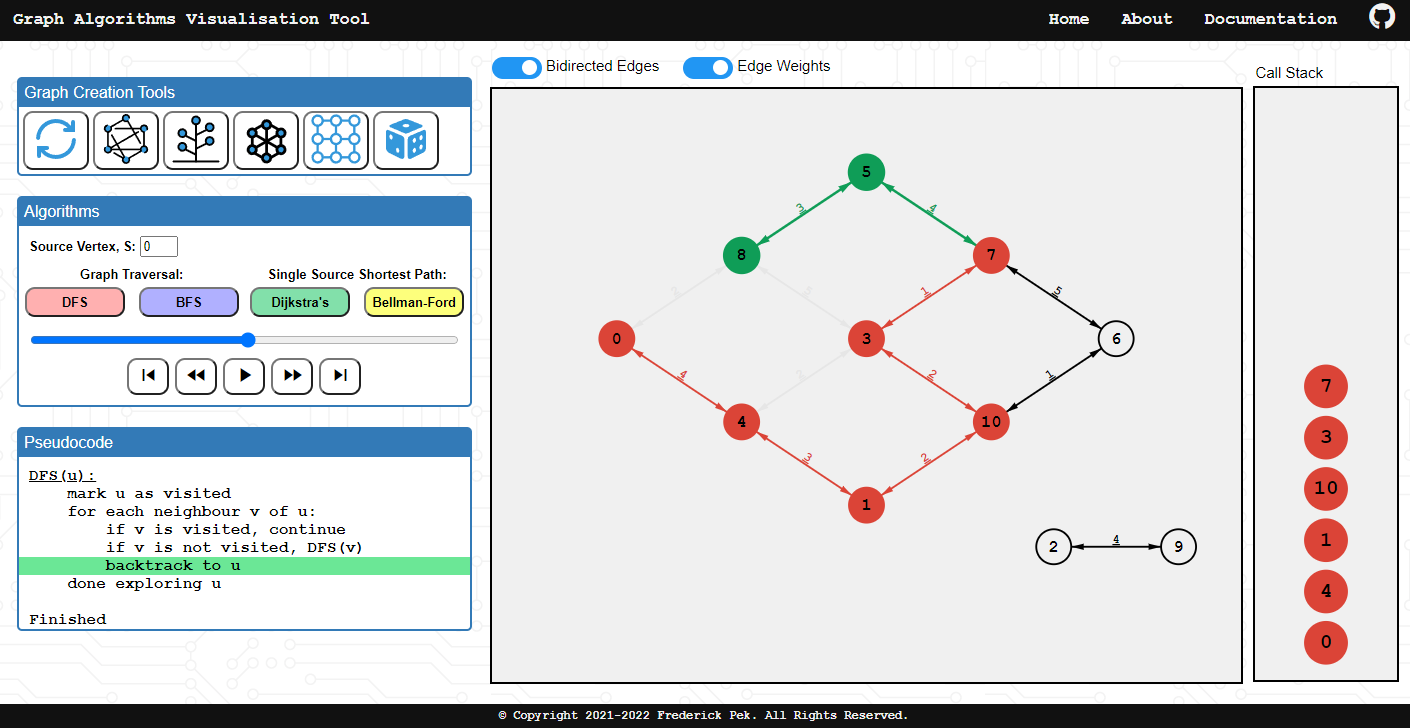 Graph Algorithms Visualisation Tool
Home About Documentation
Graph Creation Tools
Algorithms
Source Vertex, S: 0
Graph Traversal: Single Source Shortest Path:
DFS BFS Dijkstra's Bellman-Ford
Pseudocode
DFS(u):
mark u as visited
for each neighbour v of u:
if v is visited, continue
if v is not visited, DFS(v)
backtrack to u
done exploring u
Finished
Bidirected Edges Edge Weights
5
3 4
8 7
1 5
0 3 6
4 2 1
4 10
3 2
1
2 4 9
Call Stack
7
3
10
1
4
0
© Copyright 2021-2022 Frederick Pek. All Rights Reserved.